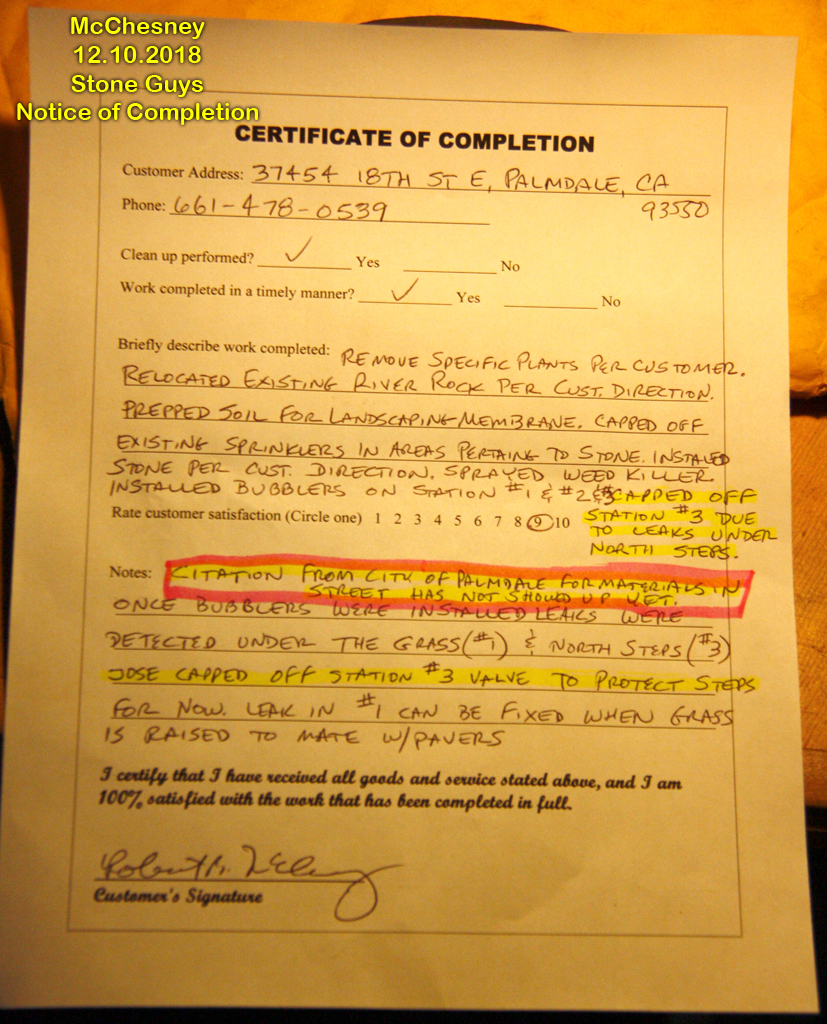 McChesney
12.10.2018
Stone Guys
Notice of Completion
CERTIFICATE OF COMPLETION
Customer Address: 37454 18TH ST E, PALMDALE, CA
Phone: 661-478-0539 93550
Clean up performed? ✓ Yes No
Work completed in a timely manner? ✓ Yes No
Briefly describe work completed: REMOVE SPECIFIC PLANTS PER CUSTOMER.
RELOCATED EXISTING RIVER ROCK PER CUST. DIRECTION.
PREPPED SOIL FOR LANDSCAPING MEMBRANE. CAPPED OFF
EXISTING SPRINKLERS IN AREAS PERTAING TO STONE. INSTALED
STONE PER CUST. DIRECTION. SPRAYED WEED KILLER.
INSTALLED BUBBLERS ON STATION #1 & #2 & CAPPED OFF
Rate customer satisfaction (Circle one) 1 2 3 4 5 6 7 8 9 10 STATION #3 DUE
TO LEAKS UNDER
NORTH STEPS.
Notes: CITATION FROM CITY OF PALMDALE FOR MATERIALS IN
STREET HAS NOT SHOULD UP YET.
ONCE BUBBLERS WERE INSTALLED LEAKS WERE
DETECTED UNDER THE GRASS (#1) & NORTH STEPS (#3)
JOSE CAPPED OFF STATION #3 VALVE TO PROTECT STEPS
FOR NOW. LEAK IN #1 CAN BE FIXED WHEN GRASS
IS RAISED TO MATE W/PAVERS
I certify that I have received all goods and service stated above, and I am
100% satisfied with the work that has been completed in full.
Customer's Signature